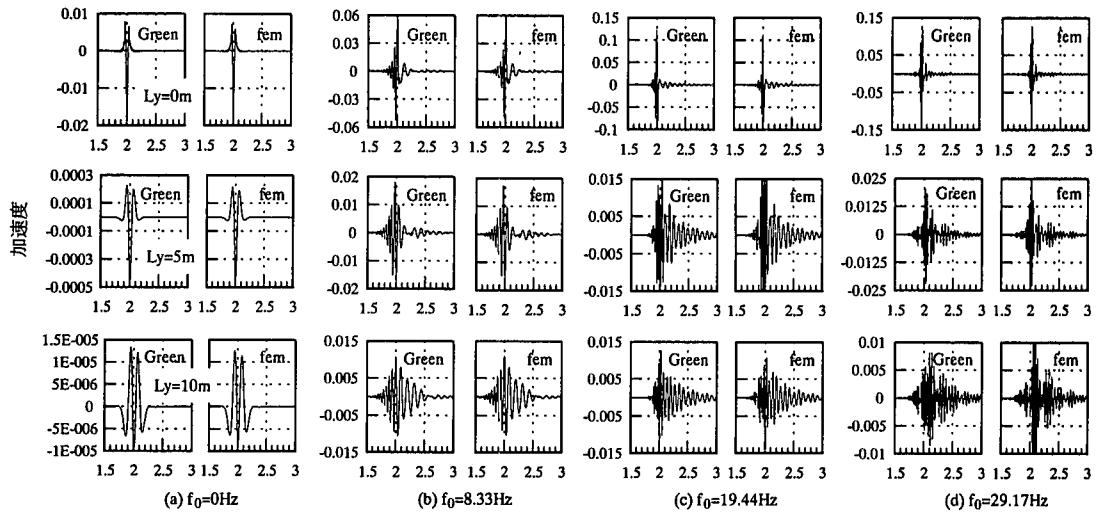 0.01
0
-0.01
-0.02
Green
Ly=0m
fem
1.5 2 2.5 3 1.5 2 2.5 3
0.06
0.03
0
-0.03
-0.06
Green
fem
1.5 2 2.5 3 1.5 2 2.5 3
0.15
0.1
0.05
0
-0.05
-0.1
Green
fem
1.5 2 2.5 3 1.5 2 2.5 3
0.15
0.05
-0.05
-0.15
Green
fem
1.5 2 2.5 3 1.5 2 2.5 3
加速度
0.0003
0.0001
-0.0001
-0.0003
-0.0005
Green
Ly=5m
fem
1.5 2 2.5 3 1.5 2 2.5 3
0.02
0.01
0
-0.01
-0.02
Green
fem
1.5 2 2.5 3 1.5 2 2.5 3
0.015
0.005
-0.005
-0.015
Green
fem
1.5 2 2.5 3 1.5 2 2.5 3
0.025
0.0125
0
-0.0125
-0.025
Green
fem
1.5 2 2.5 3 1.5 2 2.5 3
1.5E-005
1E-005
5E-006
0
-5E-006
-1E-005
Green
Ly=10m
fem
1.5 2 2.5 3 1.5 2 2.5 3
0.015
0.005
-0.005
-0.015
Green
fem
1.5 2 2.5 3 1.5 2 2.5 3
0.015
0.005
-0.005
-0.015
Green
fem
1.5 2 2.5 3 1.5 2 2.5 3
0.01
0.005
0
-0.005
-0.01
Green
fem
1.5 2 2.5 3 1.5 2 2.5 3
(a) f₀=0Hz
(b) f₀=8.33Hz
(c) f₀=19.44Hz
(d) f₀=29.17Hz